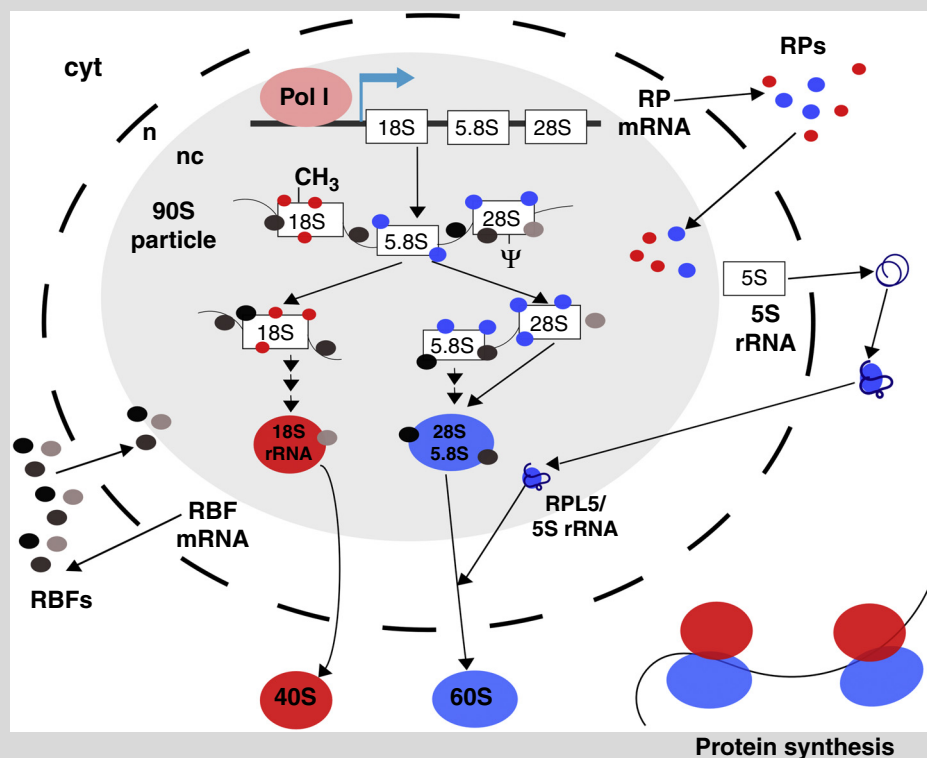 cyt
n
nc
Pol I
18S
5.8S
28S
RP
mRNA
RPs
CH3
90S
particle
18S
5.8S
28S
Ψ
5S
5S
rRNA
18S
5.8S
28S
18S
rRNA
28S
5.8S
RPL5/
5S rRNA
RBF
mRNA
RBFs
40S
60S
Protein synthesis